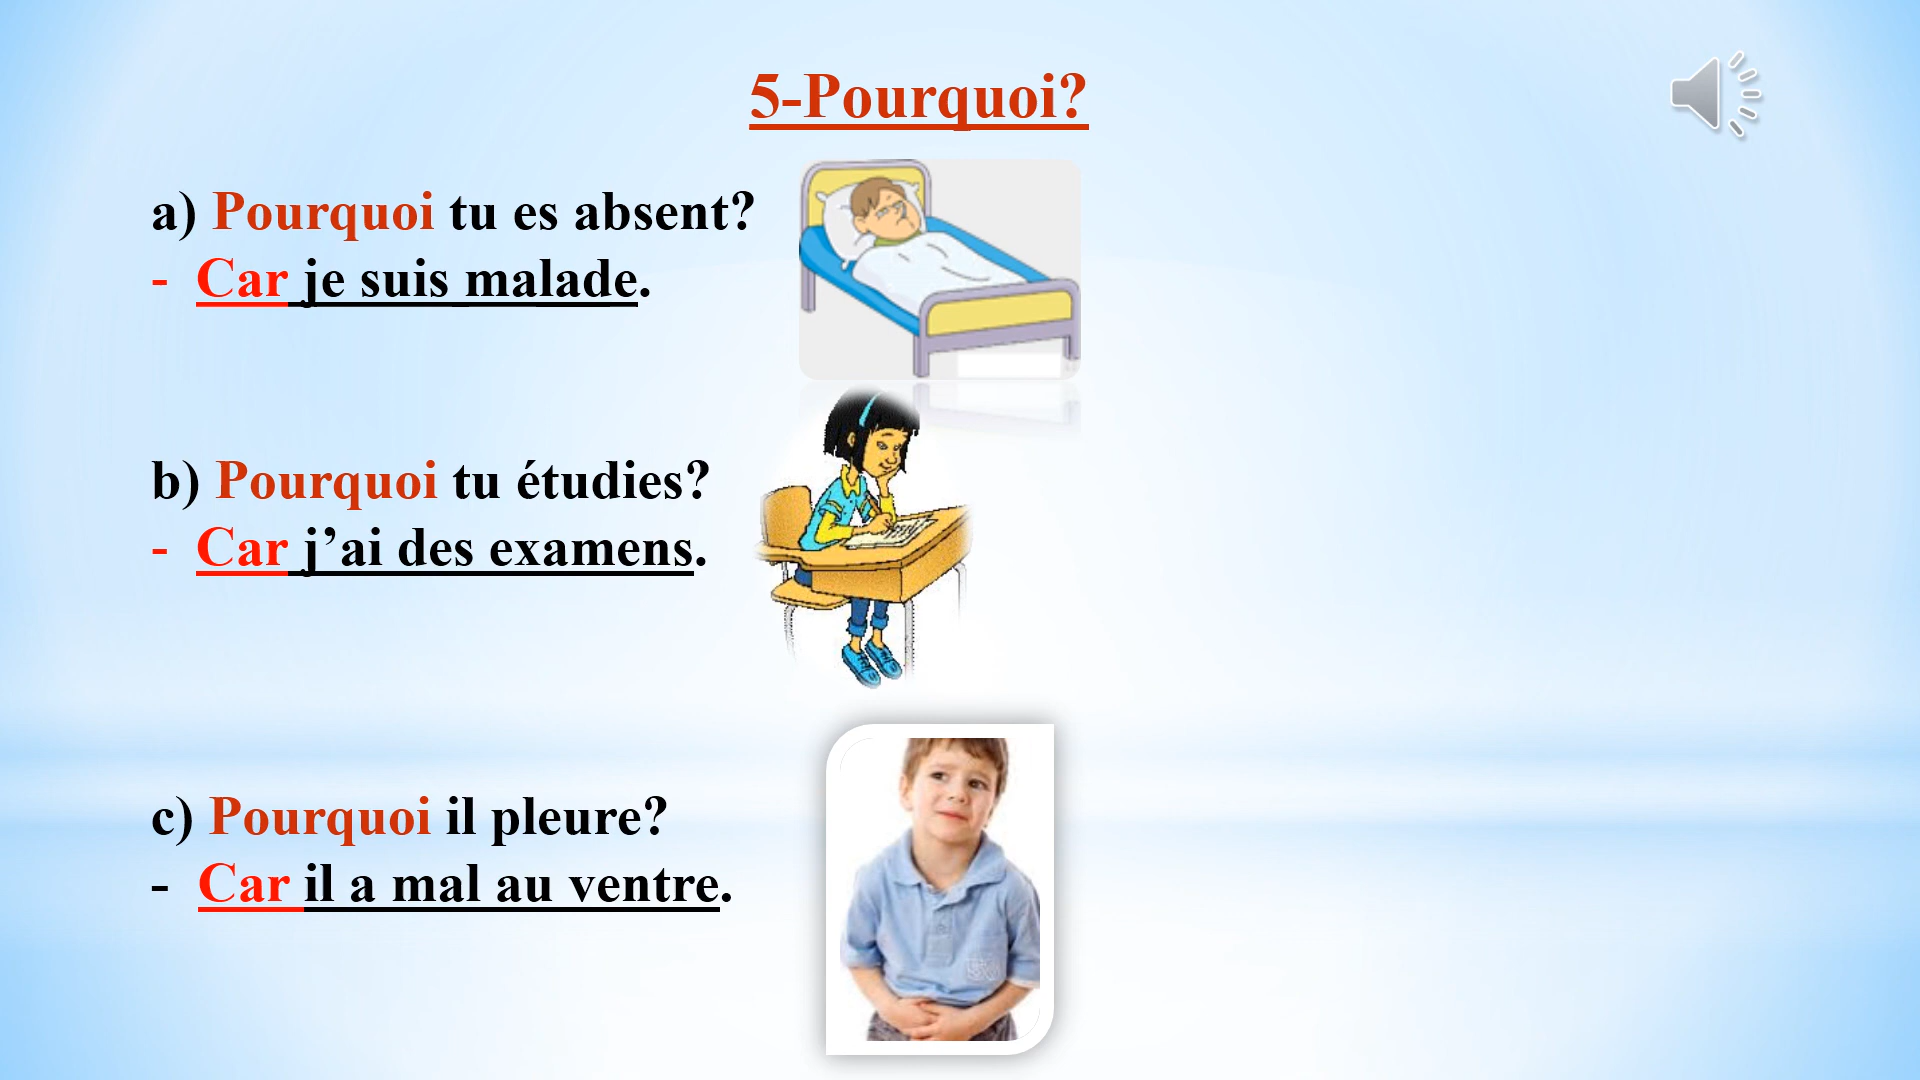 5-Pourquoi?
a) Pourquoi tu es absent?
- Car je suis malade.
b) Pourquoi tu étudies?
- Car j’ai des examens.
c) Pourquoi il pleure?
- Car il a mal au ventre.